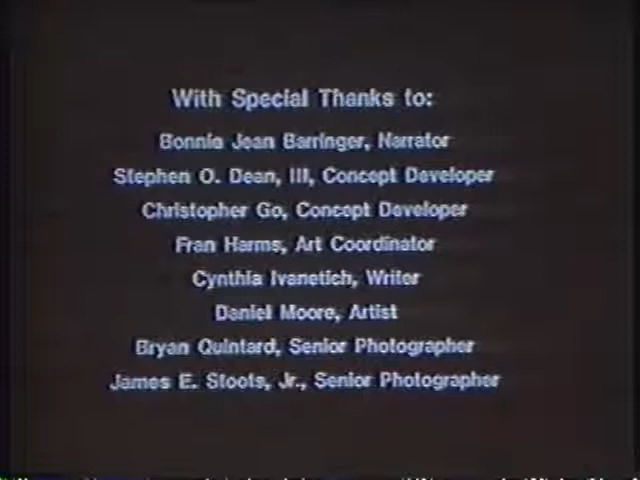 With Special Thanks to:
Bonnie Jean Barringer, Narrator
Stephen O. Dean, III, Concept Developer
Christopher Go, Concept Developer
Fran Harms, Art Coordinator
Cynthia Ivanetich, Writer
Daniel Moore, Artist
Bryan Quintard, Senior Photographer
James E. Stoots, Jr., Senior Photographer